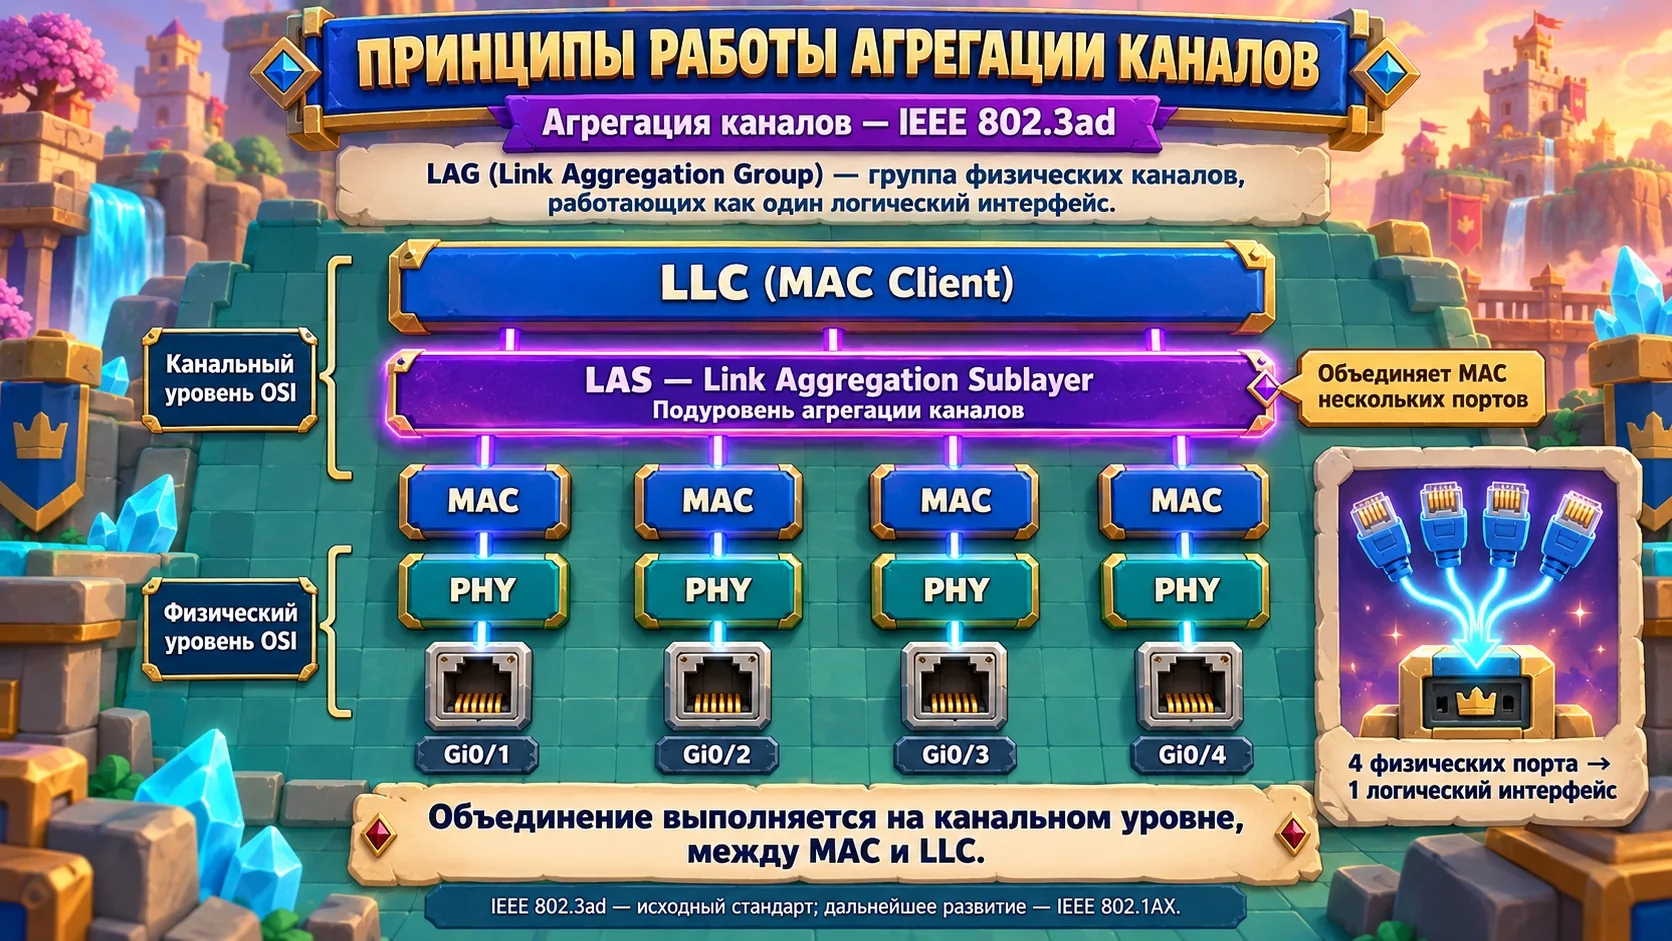 ПРИНЦИПЫ РАБОТЫ АГРЕГАЦИИ КАНАЛОВ
Агрегация каналов — IEEE 802.3ad
LAG (Link Aggregation Group) — группа физических каналов,
работающих как один логический интерфейс.
LLC (MAC Client)
Канальный
уровень OSI
LAS — Link Aggregation Sublayer
Подуровень агрегации каналов
Объединяет MAC
нескольких портов
MAC
MAC
MAC
MAC
Физический
уровень OSI
PHY
PHY
PHY
PHY
Gi0/1
Gi0/2
Gi0/3
Gi0/4
4 физических порта →
1 логический интерфейс
Объединение выполняется на канальном уровне,
между MAC и LLC.
IEEE 802.3ad — исходный стандарт; дальнейшее развитие — IEEE 802.1AX.